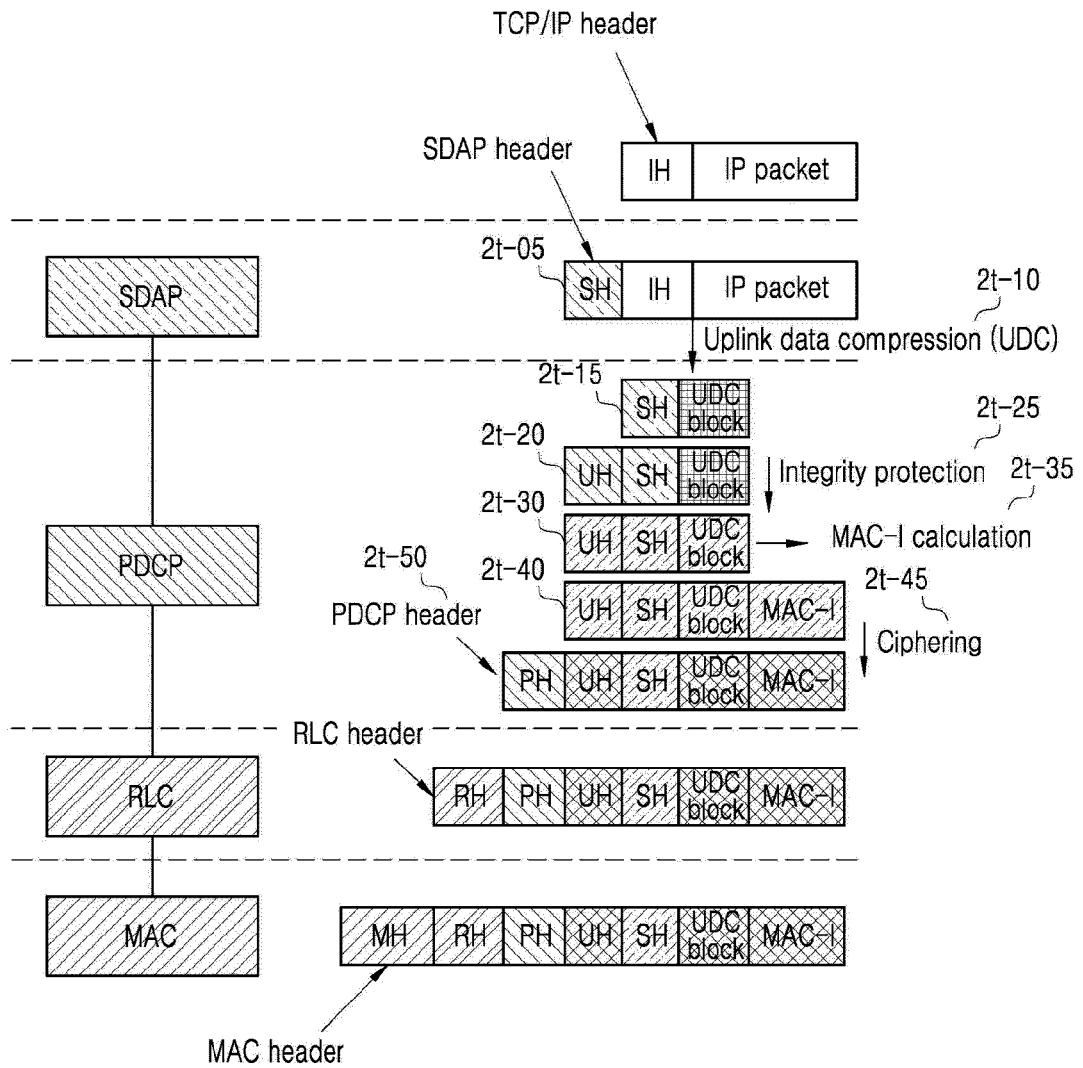 TCP/IP header
SDAP header
IH IP packet
2t-05
SDAP
SH IH IP packet
2t-10
Uplink data compression (UDC)
2t-15
SH UDC block
2t-25
2t-20
UH SH UDC block
Integrity protection
2t-35
2t-30
UH SH UDC block
MAC-I calculation
PDCP
2t-50
2t-40
2t-45
PDCP header
UH SH UDC block MAC-I
Ciphering
PH UH SH UDC block MAC-I
RLC header
RLC
RH PH UH SH UDC block MAC-I
MAC
MH RH PH UH SH UDC block MAC-I
MAC header